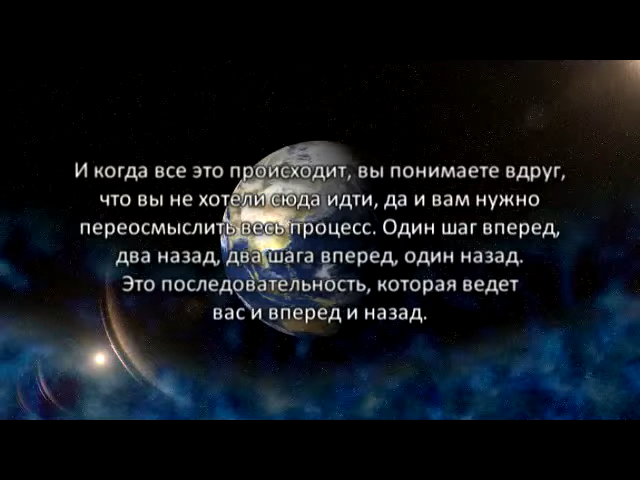 И когда все это происходит, вы понимаете вдруг,
что вы не хотели сюда идти, да и вам нужно
переосмыслить весь процесс. Один шаг вперед,
два назад, два шага вперед, один назад.
Это последовательность, которая ведет
вас и вперед и назад.